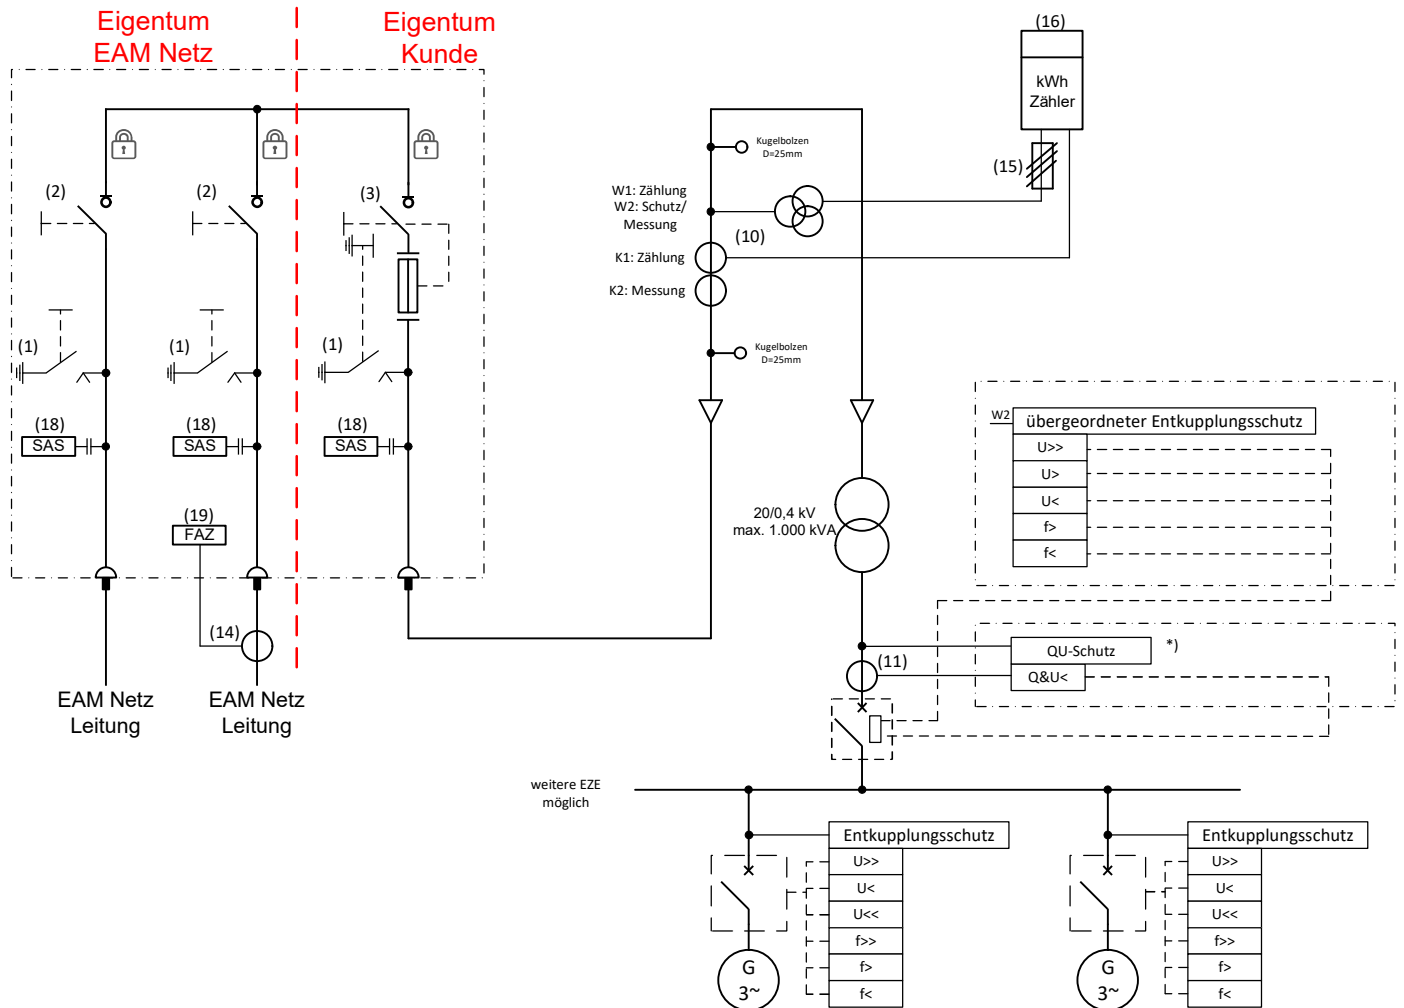 Eigentum
EAM Netz
Eigentum
Kunde
(2)
(2)
(3)
(1)
(1)
(1)
(18)
SAS
(18)
SAS
(18)
SAS
(19)
FAZ
(14)
EAM Netz
Leitung
EAM Netz
Leitung
Kugelbolzen
D=25mm
W1: Zählung
W2: Schutz/
Messung
(10)
K1: Zählung
K2: Messung
Kugelbolzen
D=25mm
(16)
kWh
Zähler
(15)
20/0,4 kV
max. 1.000 kVA
W2
übergeordneter Entkupplungsschutz
U>>
U>
U<
f>
f<
QU-Schutz
*)
Q&U<
(11)
weitere EZE
möglich
Entkupplungsschutz
U>>
U<
U<<
f>>
f>
f<
G
3~
Entkupplungsschutz
U>>
U<
U<<
f>>
f>
f<
G
3~